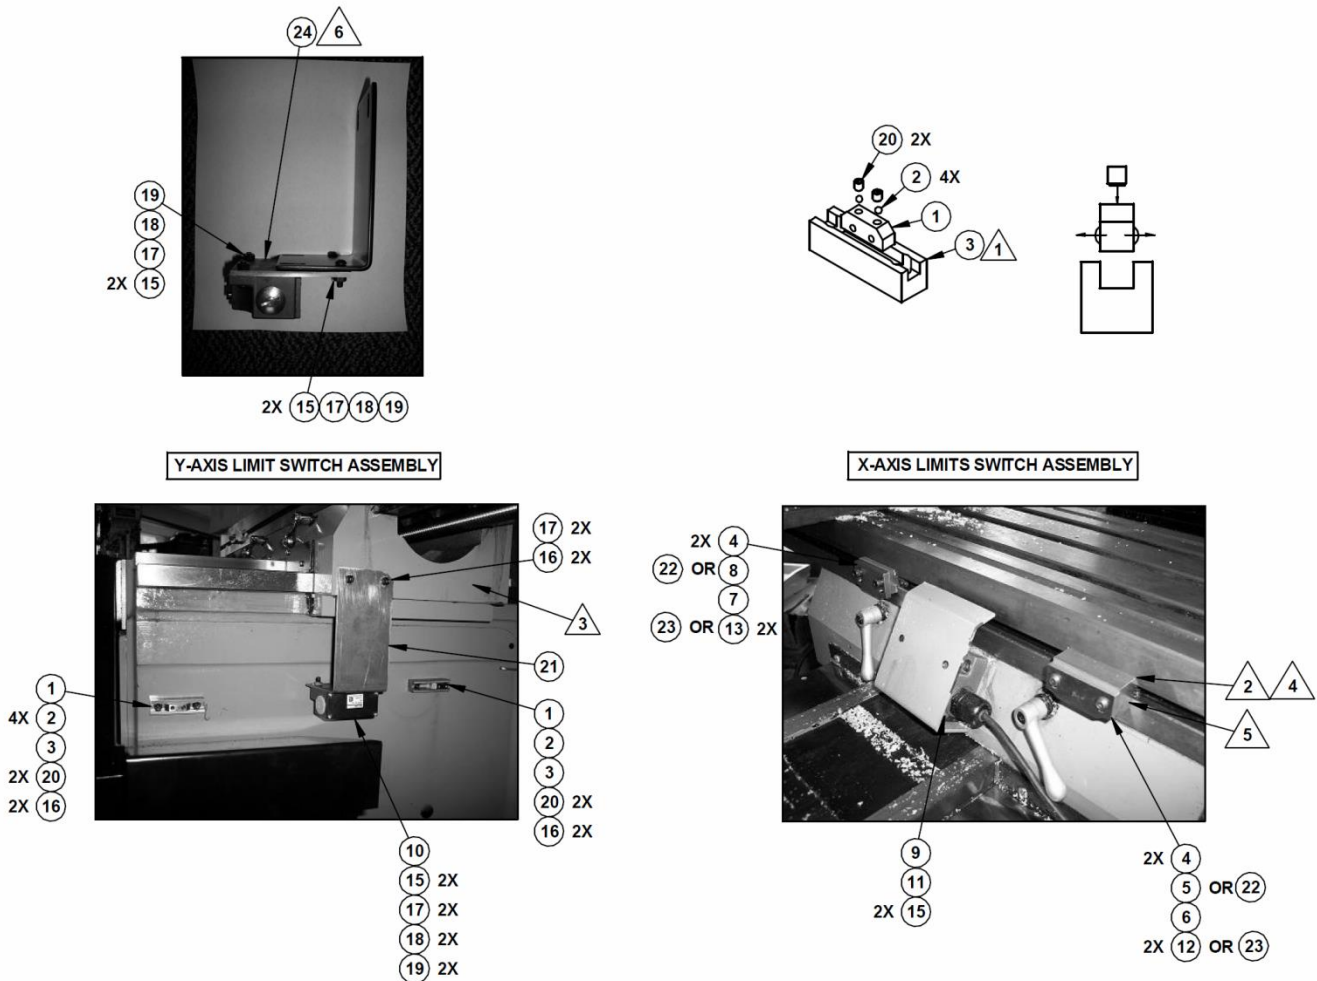 24 6
19
18
17
2X 15
2X 15 17 18 19
20 2X
2 4X
1
3 1
Y-AXIS LIMIT SWITCH ASSEMBLY
X-AXIS LIMITS SWITCH ASSEMBLY
17 2X
16 2X
3
21
1
4X 2
3
2X 20
2X 16
1
2
3
20 2X
16 2X
10
15 2X
17 2X
18 2X
19 2X
2X 4
22 OR 8
7
23 OR 13 2X
2 4
5
9
11
2X 15
2X 4
5 OR 22
6
2X 12 OR 23